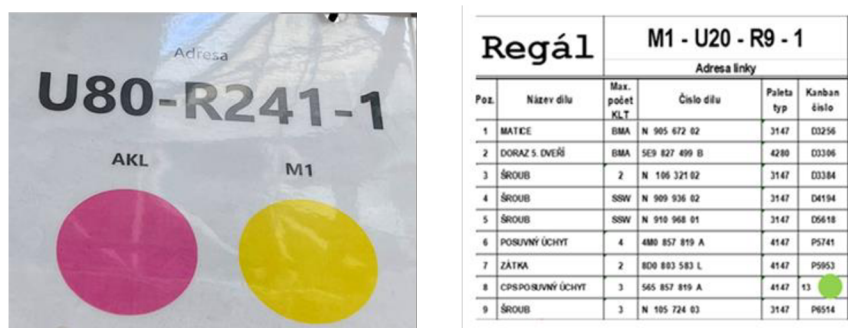 Adresa
U80-R241-1
AKL M1
Regál M1 - U20 - R9 - 1
Adresa linky
Poz. Název dílu Max. počet KLT Číslo dílu Paleta typ Kanban číslo
1 MATICE BMA N 905 672 02 3147 D3256
2 DORAZ 5. DVEŘÍ BMA 5E9 827 499 B 4280 D3306
3 ŠROUB 2 N 106 321 02 3147 D3384
4 ŠROUB SSW N 909 936 02 3147 D4194
5 ŠROUB SSW N 910 968 01 3147 D5618
6 POSUVNÝ ÚCHYT 4 4M0 857 819 A 4147 P5741
7 ZÁTKA 2 8D0 803 583 L 4147 P5953
8 CPS POSUVNÝ ÚCHYT 3 565 857 819 A 4147 13
9 ŠROUB 3 N 105 724 03 3147 P6514